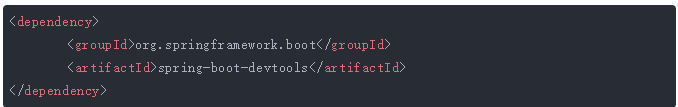 <dependency>
<groupId>org.springframework.boot</groupId>
<artifactId>spring-boot-devtools</artifactId>
</dependency>